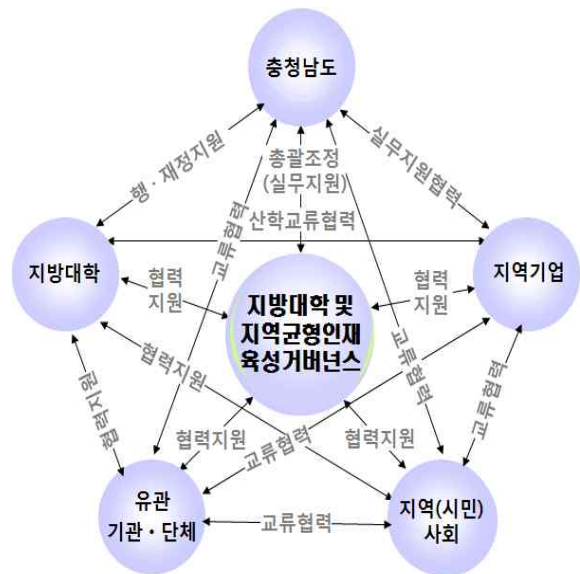 충청남도
총괄조정
(실무지원)
행·재정지원
실무지원협력
교류협력
산학교류협력
지방대학
지역기업
협력
지원
협력
지원
지방대학 및
지역균형인재
육성거버넌스
협력지원
교류협력
협력지원
교류협력
협력지원
교류협력
협력지원
유관
기관·단체
교류협력
지역(시민)
사회